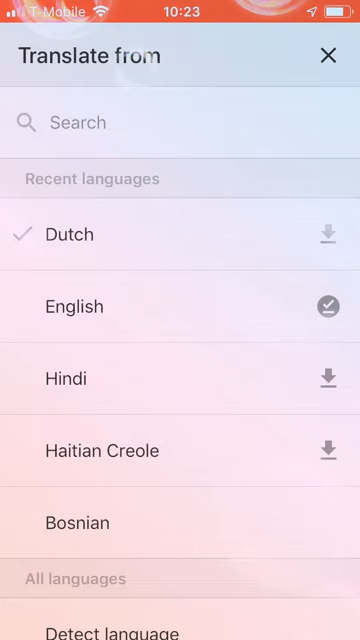 T-Mobile
10:23
Translate from
Search
Recent languages
Dutch
English
Hindi
Haitian Creole
Bosnian
All languages
Detect language